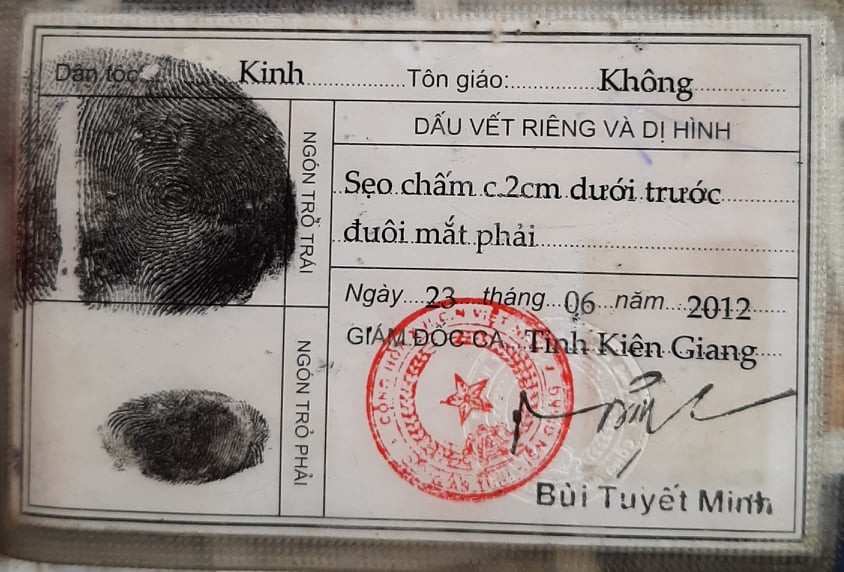 Dân tộc: Kinh Tôn giáo: Không
NGÓN TRỎ TRÁI
DẤU VẾT RIÊNG VÀ DỊ HÌNH
Sẹo chấm c.2cm dưới trước
đuôi mắt phải
Ngày 23 tháng 06 năm 2012
GIÁM ĐỐC CA Tỉnh Kiên Giang
NGÓN TRỎ PHẢI
Bùi Tuyết Minh